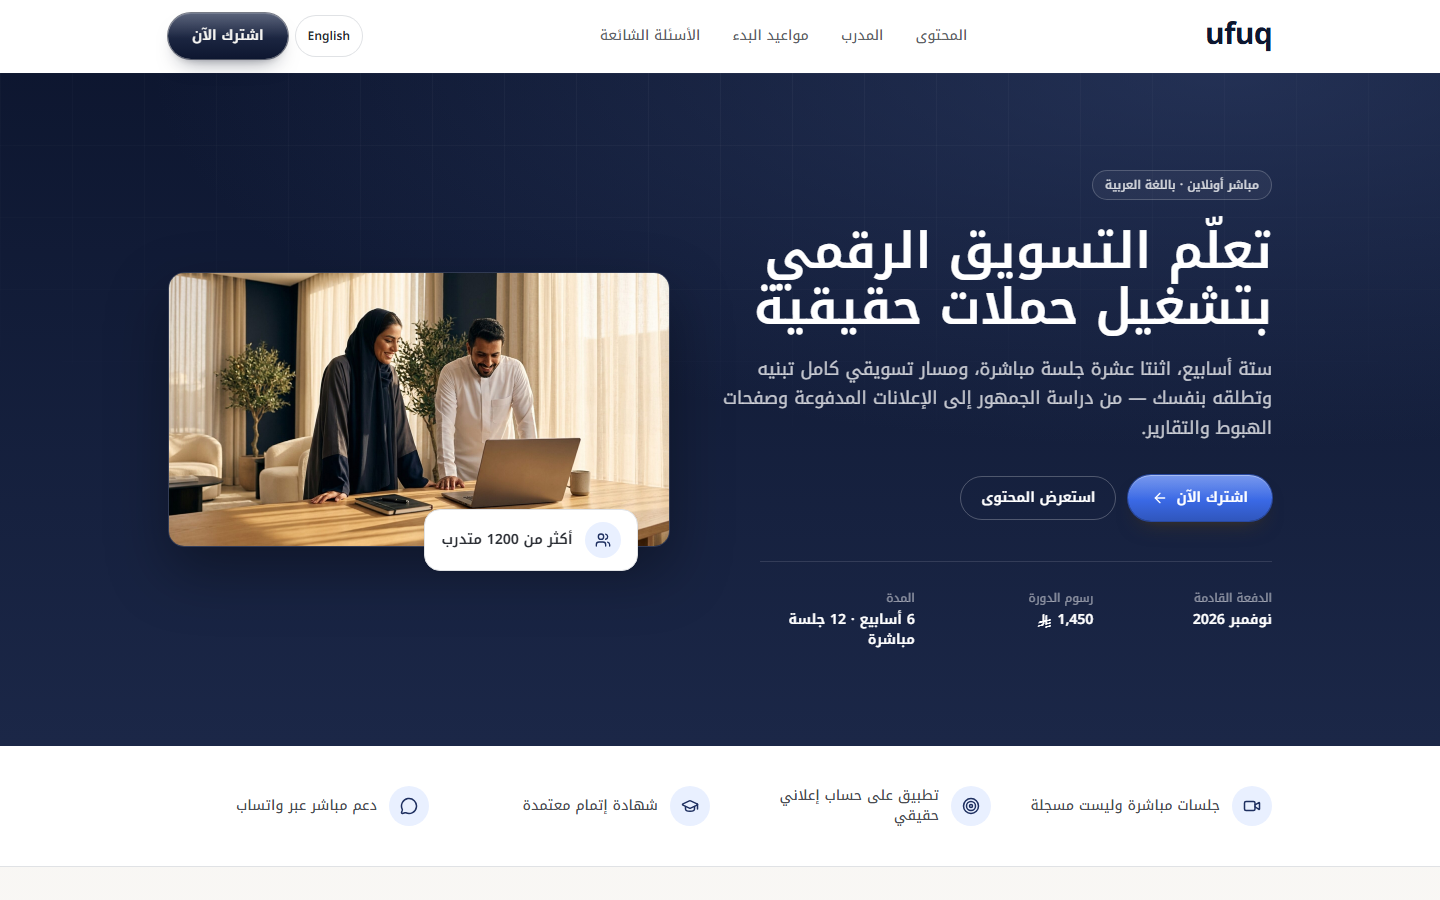 ufuq
المحتوى
المدرب
مواعيد البدء
الأسئلة الشائعة
English
اشترك الآن
مباشر أونلاين · باللغة العربية
تعلّم التسويق الرقمي
بتشغيل حملات حقيقية
ستة أسابيع، اثنتا عشرة جلسة مباشرة، ومسار تسويقي كامل تبنيه
وتطلقه بنفسك — من دراسة الجمهور إلى الإعلانات المدفوعة وصفحات
الهبوط والتقارير.
اشترك الآن
استعرض المحتوى
الدفعة القادمة
نوفمبر 2026
رسوم الدورة
1,450 ⃁
المدة
6 أسابيع · 12 جلسة
مباشرة
أكثر من 1200 متدرب
جلسات مباشرة وليست مسجلة
تطبيق على حساب إعلاني
حقيقي
شهادة إتمام معتمدة
دعم مباشر عبر واتساب